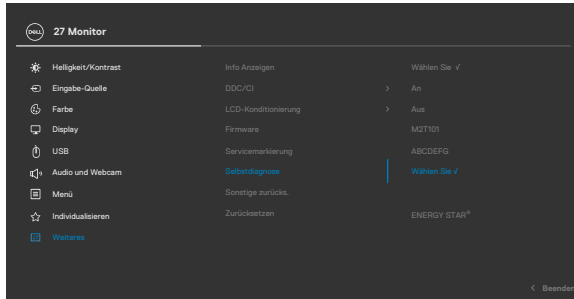 DELL 27 Monitor
Helligkeit/Kontrast Info Anzeigen Wählen Sie √
Eingabe-Quelle DDC/CI > An
Farbe LCD-Konditionierung > Aus
Display Firmware M2T101
USB Servicemarkierung ABCDEFG
Audio und Webcam Selbstdiagnose Wählen Sie √
Menü Sonstige zurücks.
Individualisieren Zurücksetzen ENERGY STAR®
Weiteres
< Beenden